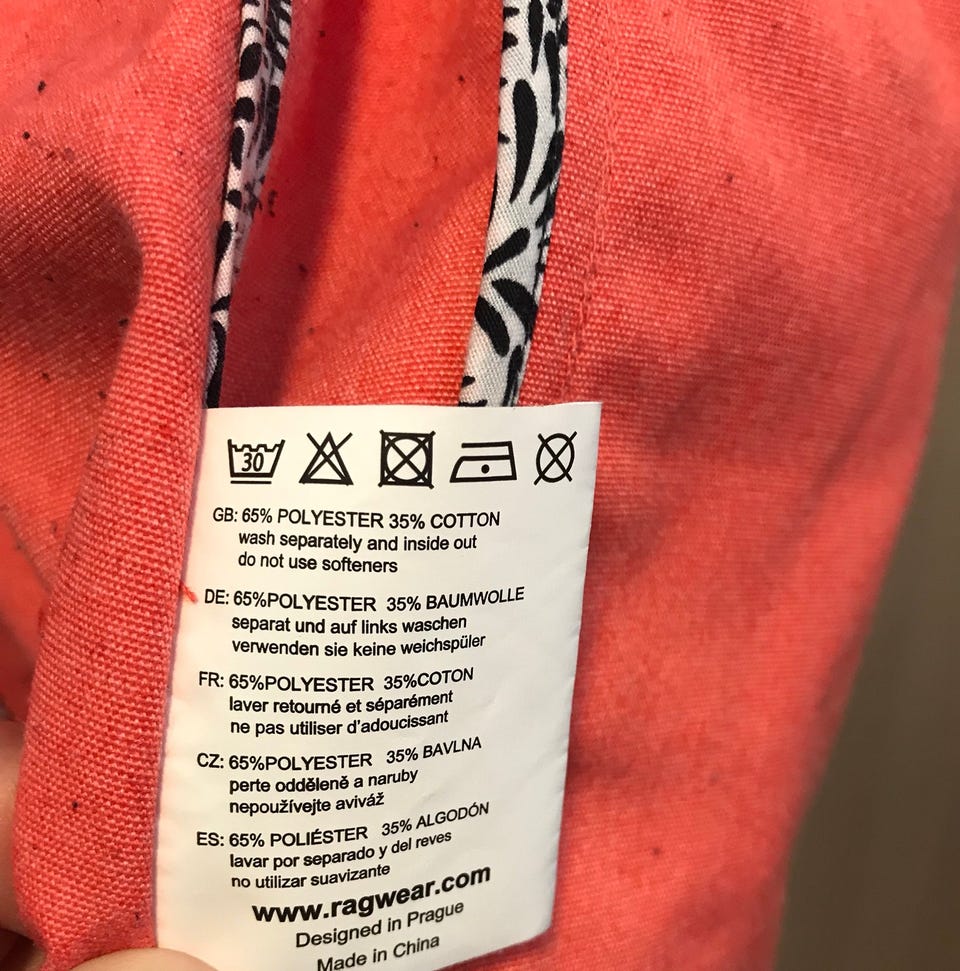 30
GB: 65% POLYESTER 35% COTTON
wash separately and inside out
do not use softeners
DE: 65%POLYESTER 35% BAUMWOLLE
separat und auf links waschen
verwenden sie keine weichspüler
FR: 65%POLYESTER 35%COTON
laver retourné et séparément
ne pas utiliser d'adoucissant
CZ: 65%POLYESTER 35% BAVLNA
perte odděleně a naruby
nepoužívejte aviváž
ES: 65% POLIÉSTER 35% ALGODÓN
lavar por separado y del reves
no utilizar suavizante
www.ragwear.com
Designed in Prague
Made in China